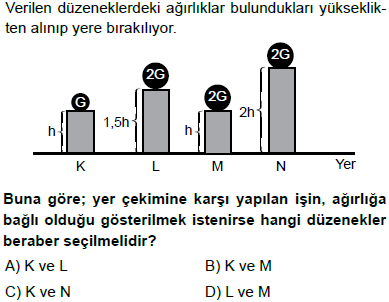 Verilen düzeneklerdeki ağırlıklar bulundukları yükseklik-
ten alınıp yere bırakılıyor.
G 2G 2G 2G
h 1,5h h 2h
K L M N Yer
Buna göre; yer çekimine karşı yapılan işin, ağırlığa
bağlı olduğu gösterilmek istenirse hangi düzenekler
beraber seçilmelidir?
A) K ve L B) K ve M
C) K ve N D) L ve M